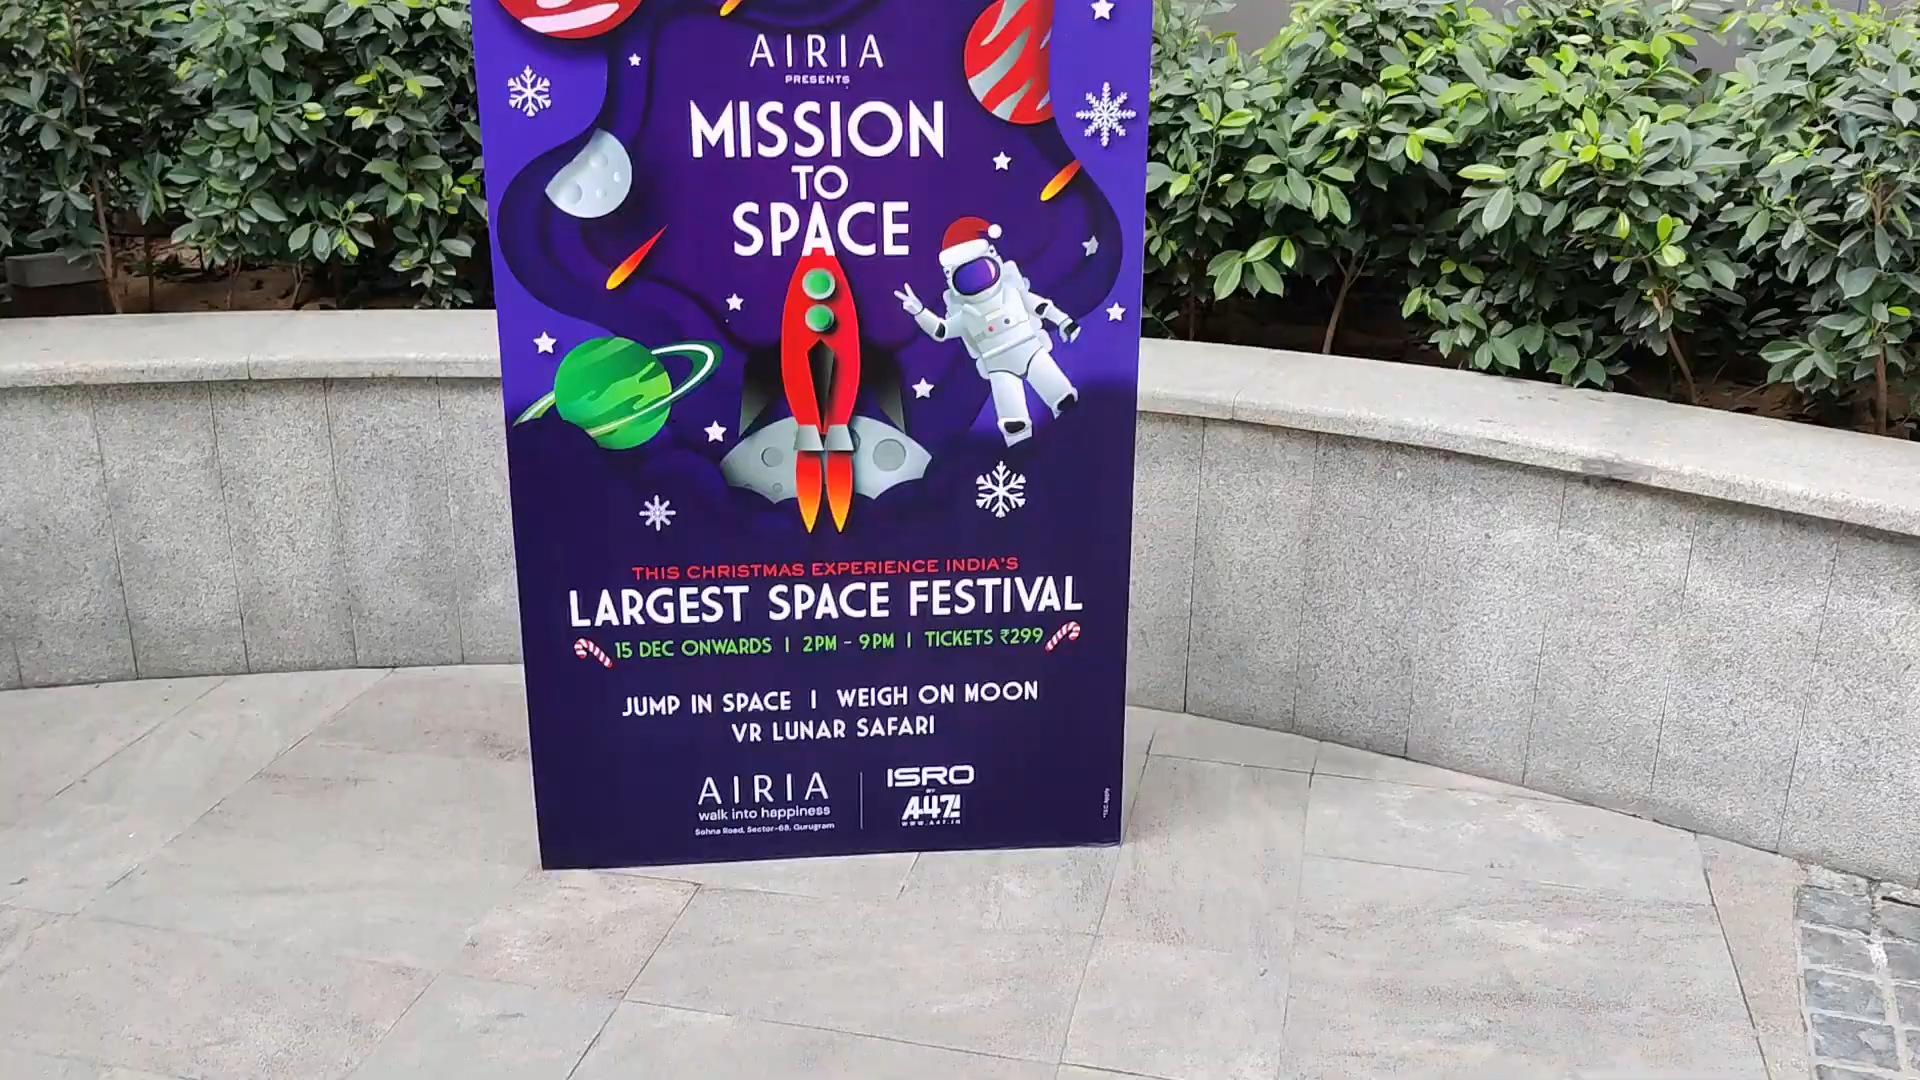 AIRIA
PRESENTS
MISSION
TO
SPACE
THIS CHRISTMAS EXPERIENCE INDIA'S
LARGEST SPACE FESTIVAL
15 DEC ONWARDS | 2PM - 9PM | TICKETS ₹299
JUMP IN SPACE | WEIGH ON MOON
VR LUNAR SAFARI
AIRIA
walk into happiness
Sohna Road, Sector-68, Gurugram
ISRO
BY
A47
WWW.A47.IN
*T&C Apply